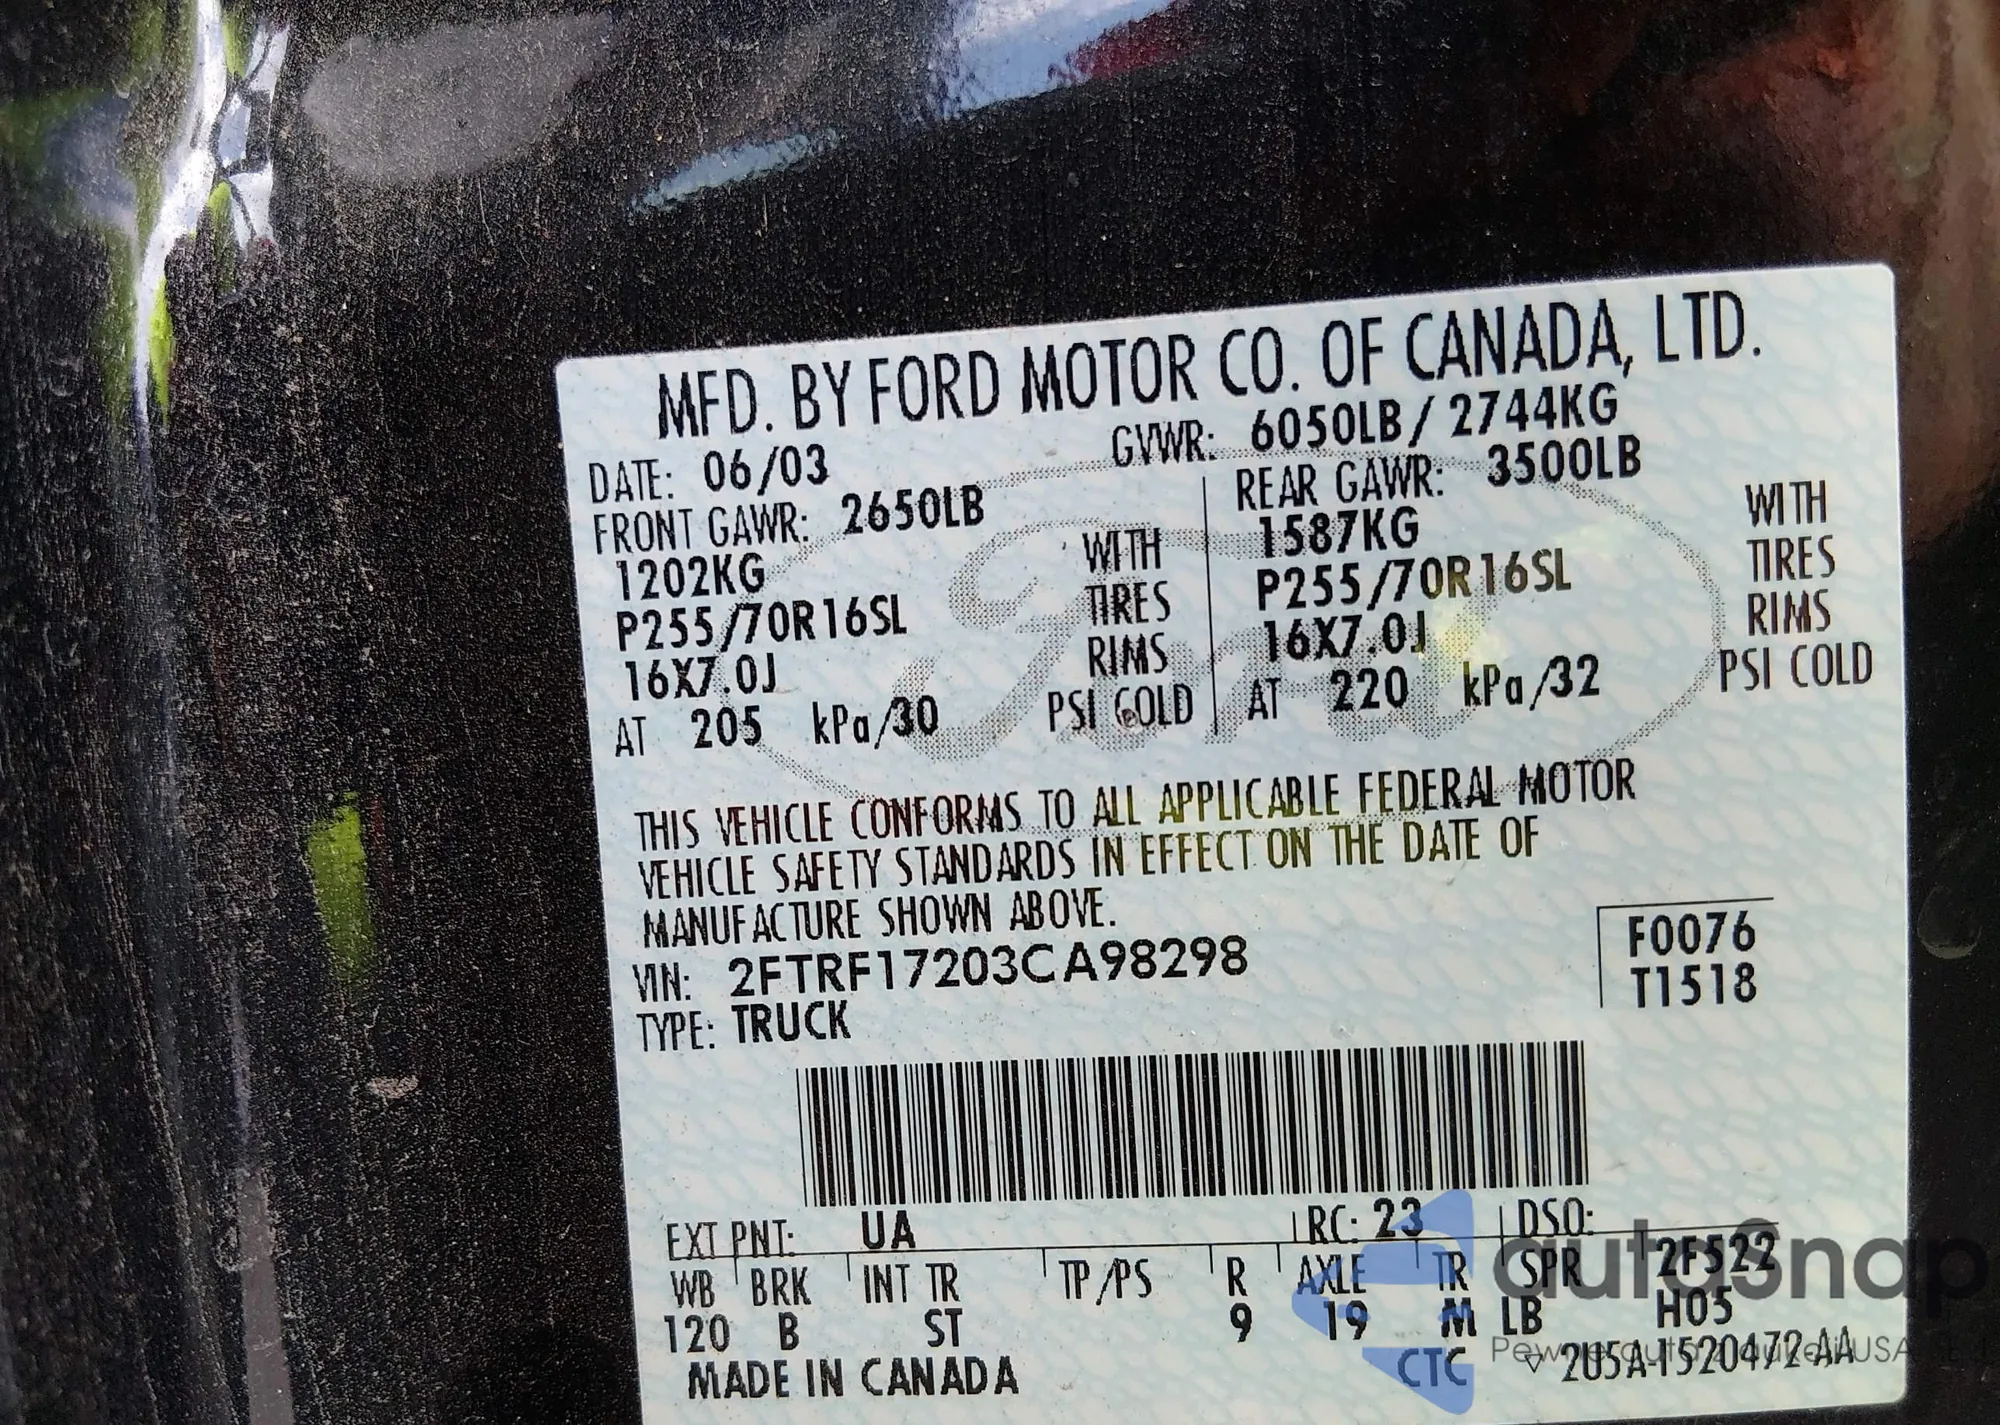 MFD. BY FORD MOTOR CO. OF CANADA, LTD.
DATE: 06/03 GVWR: 6050LB / 2744KG
FRONT GAWR: 2650LB REAR GAWR: 3500LB
1202KG WITH 1587KG WITH
P255/70R16SL TIRES P255/70R16SL TIRES
16X7.0J RIMS 16X7.0J RIMS
AT 205 kPa/30 PSI COLD AT 220 kPa/32 PSI COLD
THIS VEHICLE CONFORMS TO ALL APPLICABLE FEDERAL MOTOR
VEHICLE SAFETY STANDARDS IN EFFECT ON THE DATE OF
MANUFACTURE SHOWN ABOVE.
VIN: 2FTRF17203CA98298 F0076
TYPE: TRUCK T1518
EXT PNT: UA RC: 23 DSO:
WB BRK INT TR TP/PS R AXLE TR SPR 2F522
120 B ST 9 19 M LB H05
MADE IN CANADA CTC ▽ 2U5A-1520472-AA
Ford
autaSnap